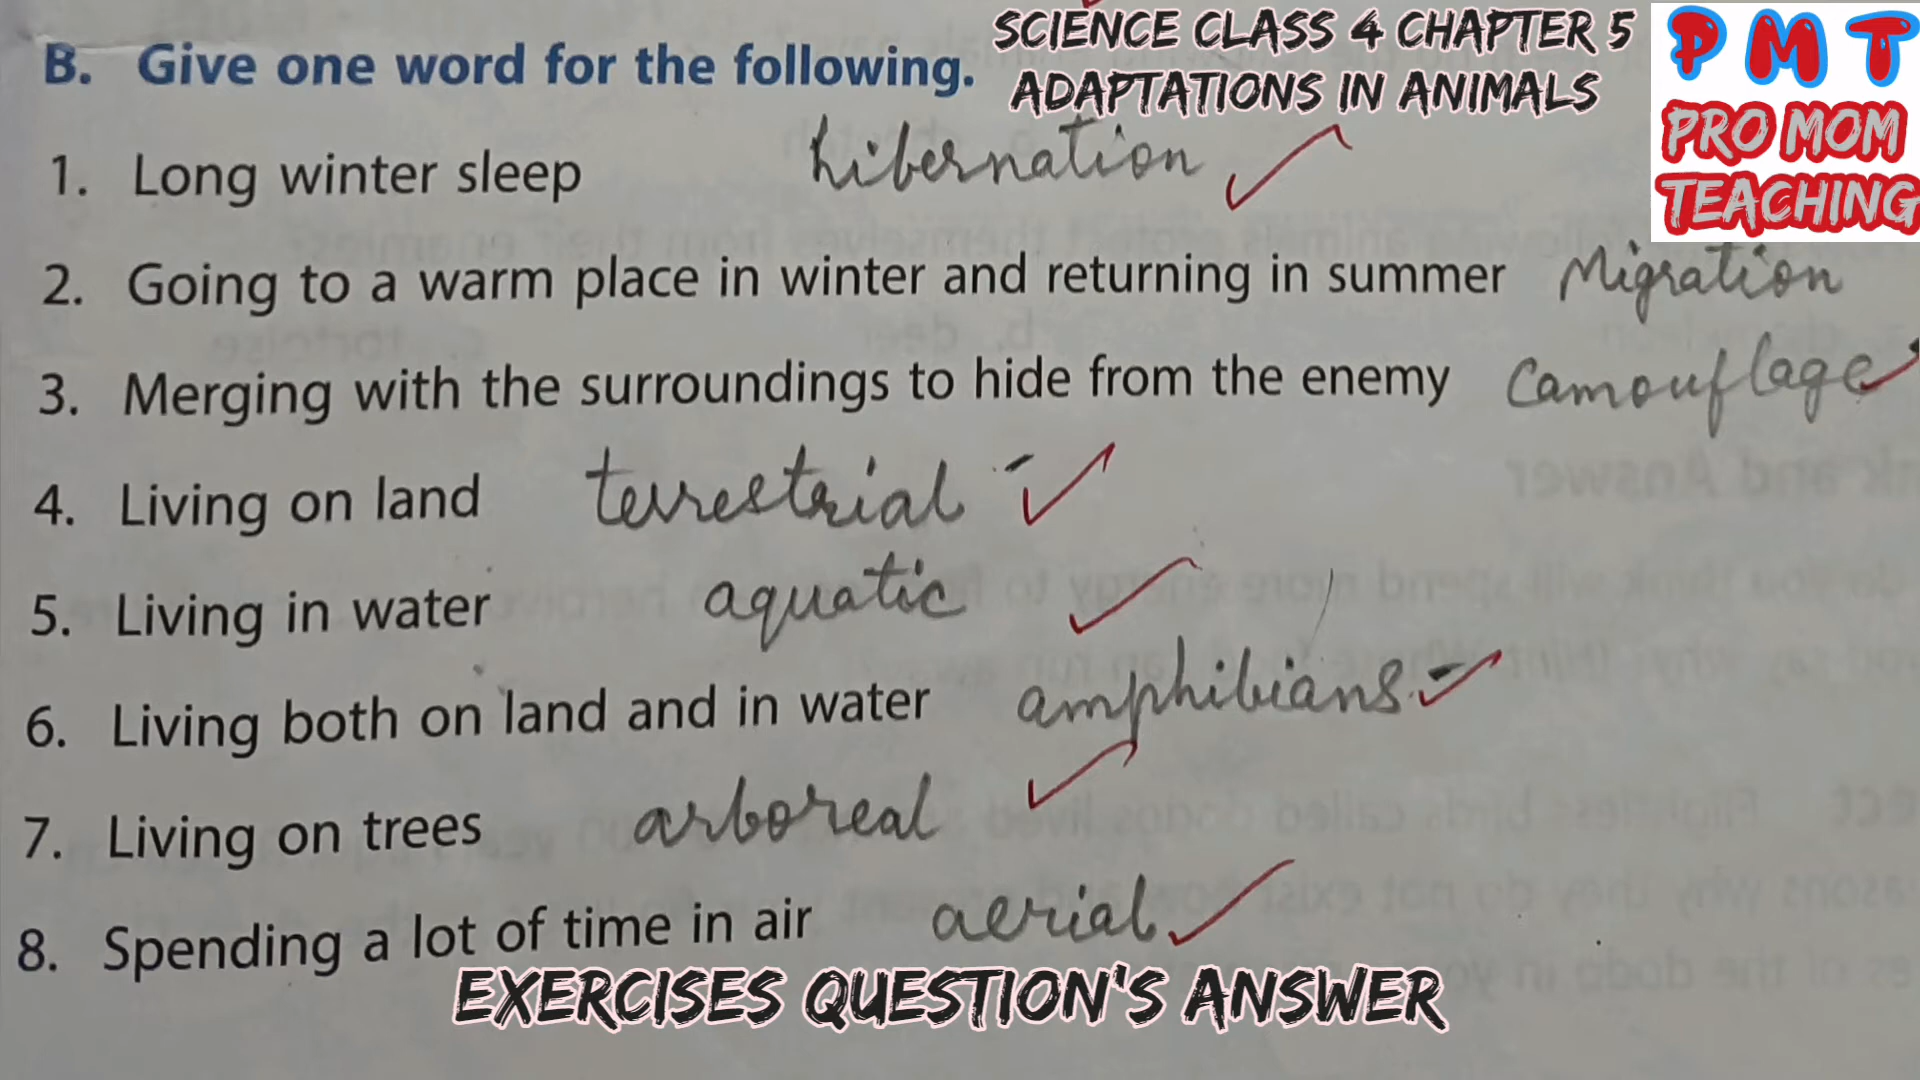 SCIENCE CLASS 4 CHAPTER 5
ADAPTATIONS IN ANIMALS
PMT
PRO MOM
TEACHING
B. Give one word for the following.
1. Long winter sleep hibernation
2. Going to a warm place in winter and returning in summer Migration
3. Merging with the surroundings to hide from the enemy Camouflage
4. Living on land terrestrial
5. Living in water aquatic
6. Living both on land and in water amphibians
7. Living on trees arboreal
8. Spending a lot of time in air aerial
EXERCISES QUESTION'S ANSWER